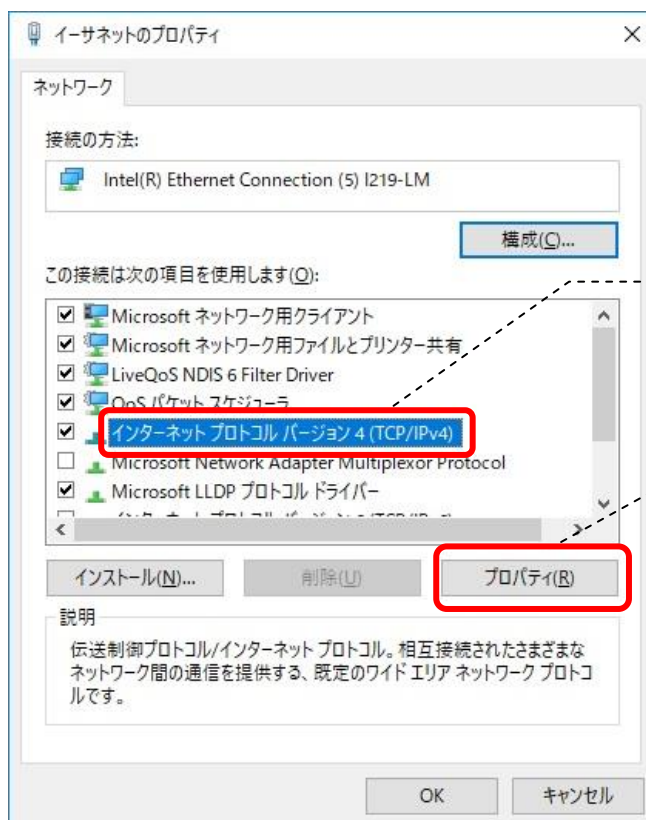 イーサネットのプロパティ
ネットワーク
接続の方法:
Intel(R) Ethernet Connection (5) I219-LM
構成(C)...
この接続は次の項目を使用します(O):
Microsoft ネットワーク用クライアント
Microsoft ネットワーク用ファイルとプリンター共有
LiveQoS NDIS 6 Filter Driver
QoS パケット スケジューラ
インターネット プロトコル バージョン 4 (TCP/IPv4)
Microsoft Network Adapter Multiplexor Protocol
Microsoft LLDP プロトコル ドライバー
インストール(N)...
削除(U)
プロパティ(R)
説明
伝送制御プロトコル/インターネット プロトコル。相互接続されたさまざまな
ネットワーク間の通信を提供する、既定のワイド エリア ネットワーク プロトコ
ルです。
OK
キャンセル